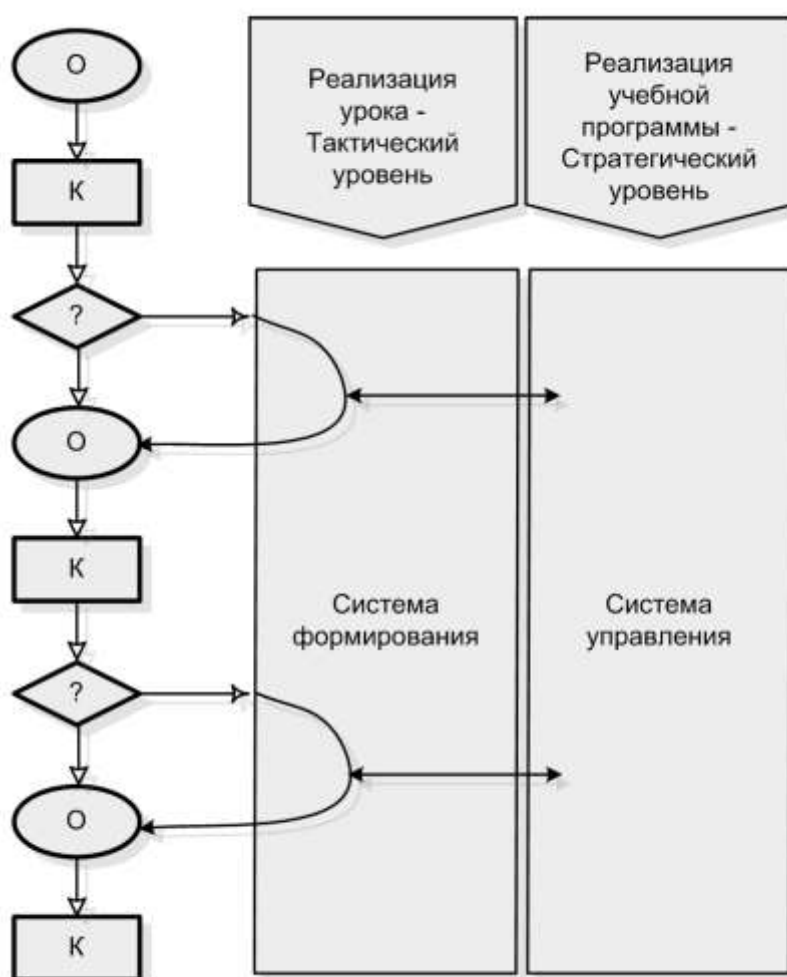 О
Реализация
урока -
Тактический
уровень
Реализация
учебной
программы -
Стратегический
уровень
К
?
О
К
Система
формирования
Система
управления
?
О
К